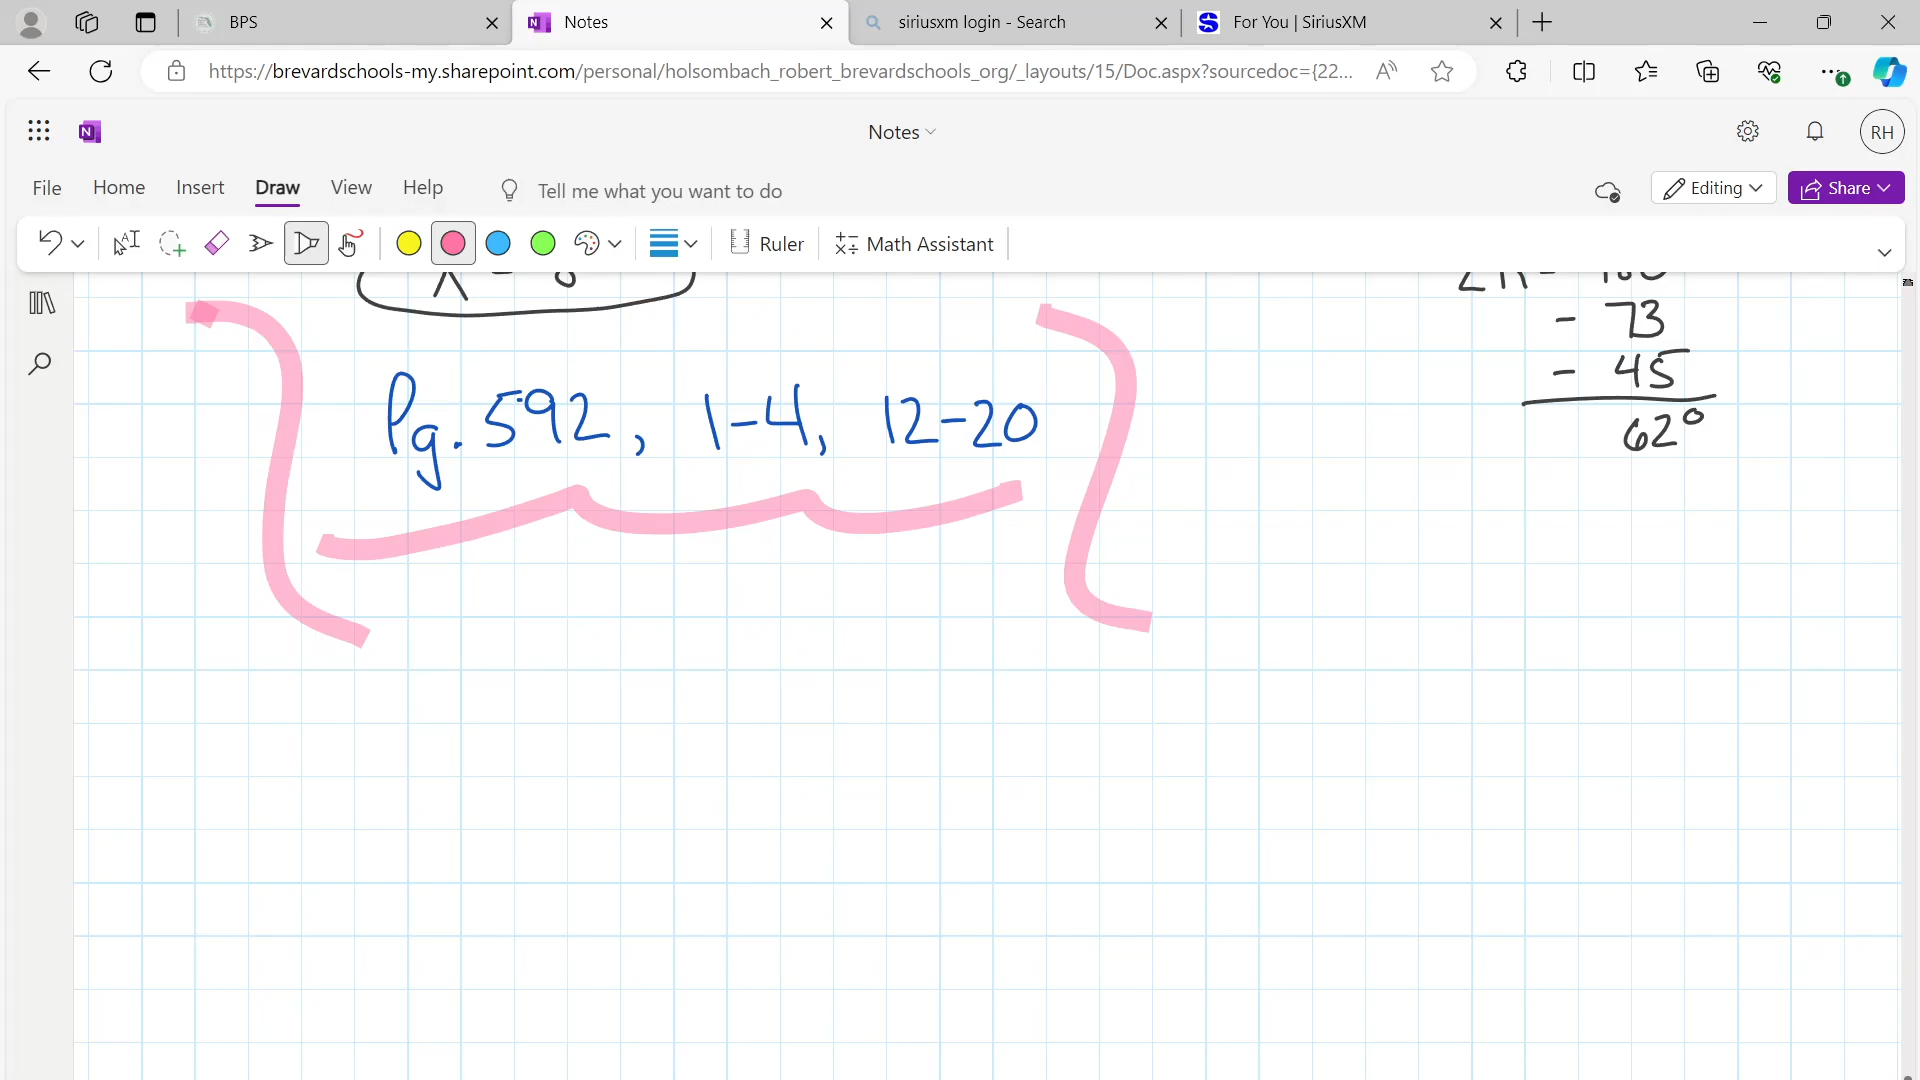 BPS
Notes
siriusxm login - Search
For You | SiriusXM
https://brevardschools-my.sharepoint.com/personal/holsombach_robert_brevardschools_org/_layouts/15/Doc.aspx?sourcedoc={22...
N
Notes
RH
File Home Insert Draw View Help Tell me what you want to do
Editing
Share
Ruler
Math Assistant
- 73
- 45
62°
Pg. 592, 1-4, 12-20